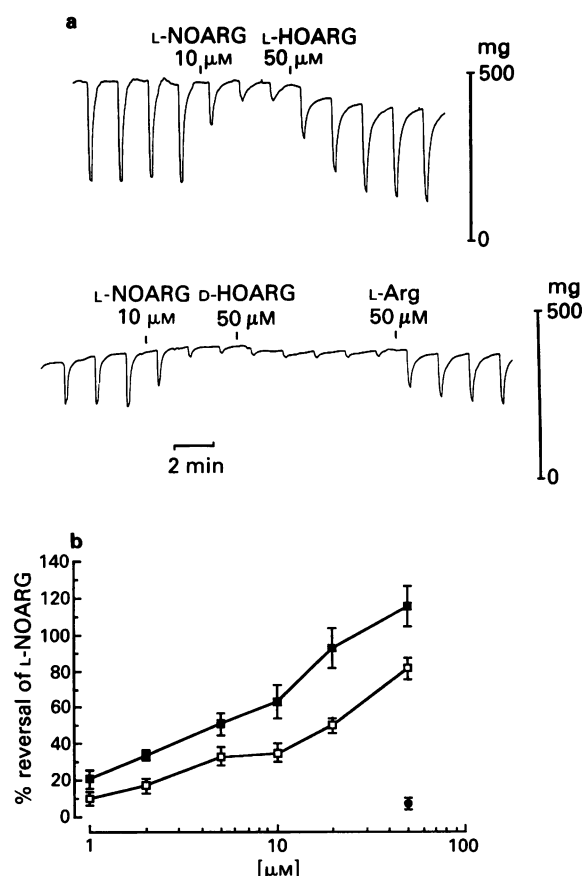 a
L-NOARG L-HOARG
10 μM 50 μM
mg
500
0
L-NOARG D-HOARG L-Arg
10 μM 50 μM 50 μM
mg
500
0
2 min
b
140
120
100
80
60
40
20
0
% reversal of L-NOARG
1 10 100
[μM]